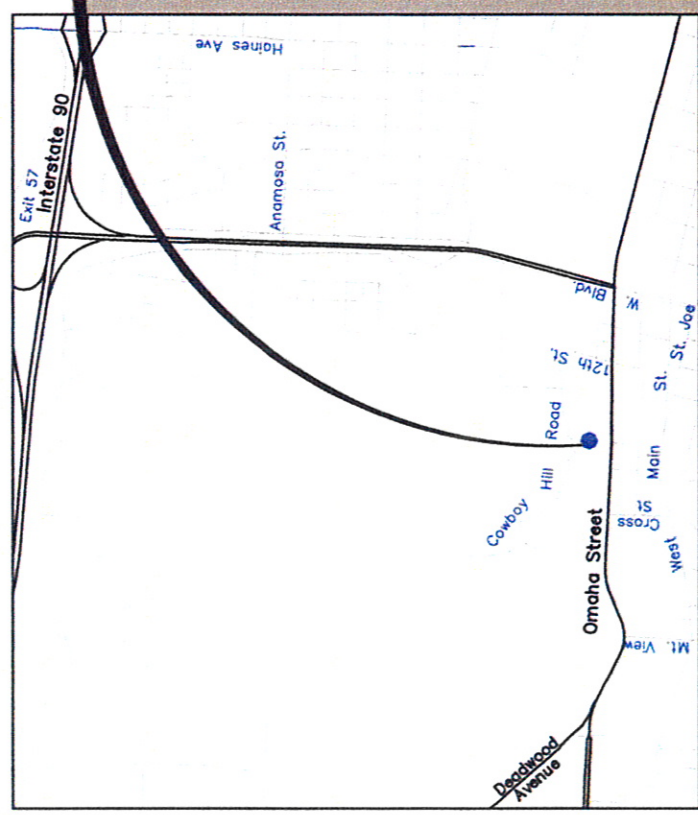 Haines Ave
Exit 57
Interstate 90
Anamosa St.
W.
Blvd.
12th St.
St. Joe
St.
Main
West
Cowboy
Hill
Road
Cross
St
Omaha Street
Mt. View
Deadwood
Avenue